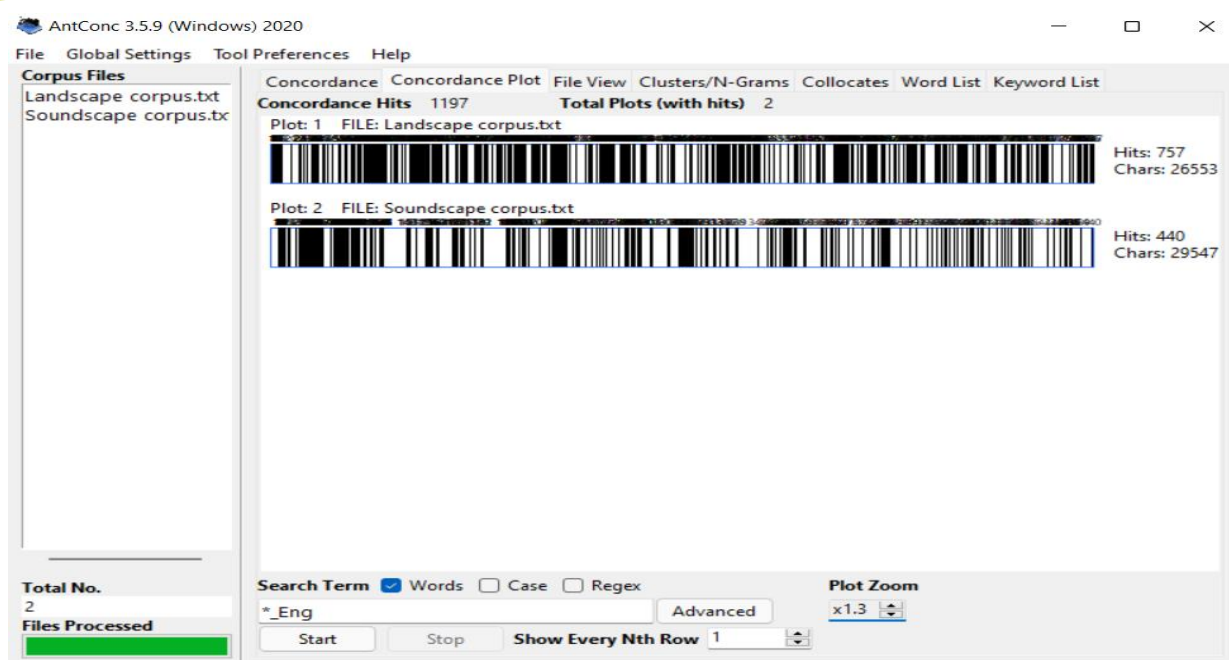 AntConc 3.5.9 (Windows) 2020
File Global Settings Tool Preferences Help
Corpus Files
Landscape corpus.txt
Soundscape corpus.tx
Concordance Concordance Plot File View Clusters/N-Grams Collocates Word List Keyword List
Concordance Hits 1197 Total Plots (with hits) 2
Plot: 1 FILE: Landscape corpus.txt
Hits: 757
Chars: 26553
Plot: 2 FILE: Soundscape corpus.txt
Hits: 440
Chars: 29547
Total No.
2
Files Processed
Search Term Words Case Regex Plot Zoom
*_Eng Advanced x1.3
Start Stop Show Every Nth Row 1